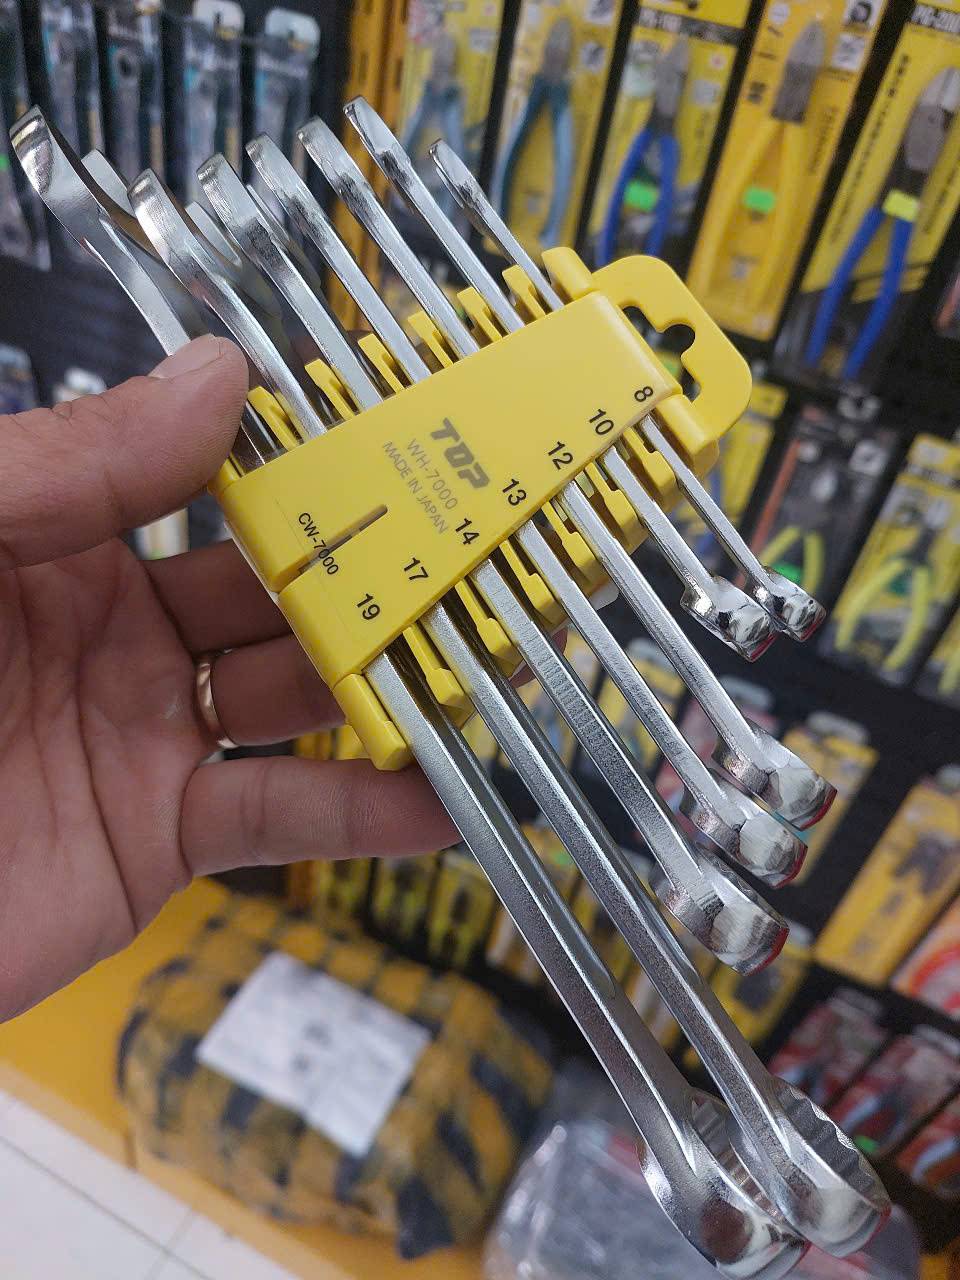 TOP
WH-7000
MADE IN JAPAN
CW-7000
8
10
12
13
14
17
19